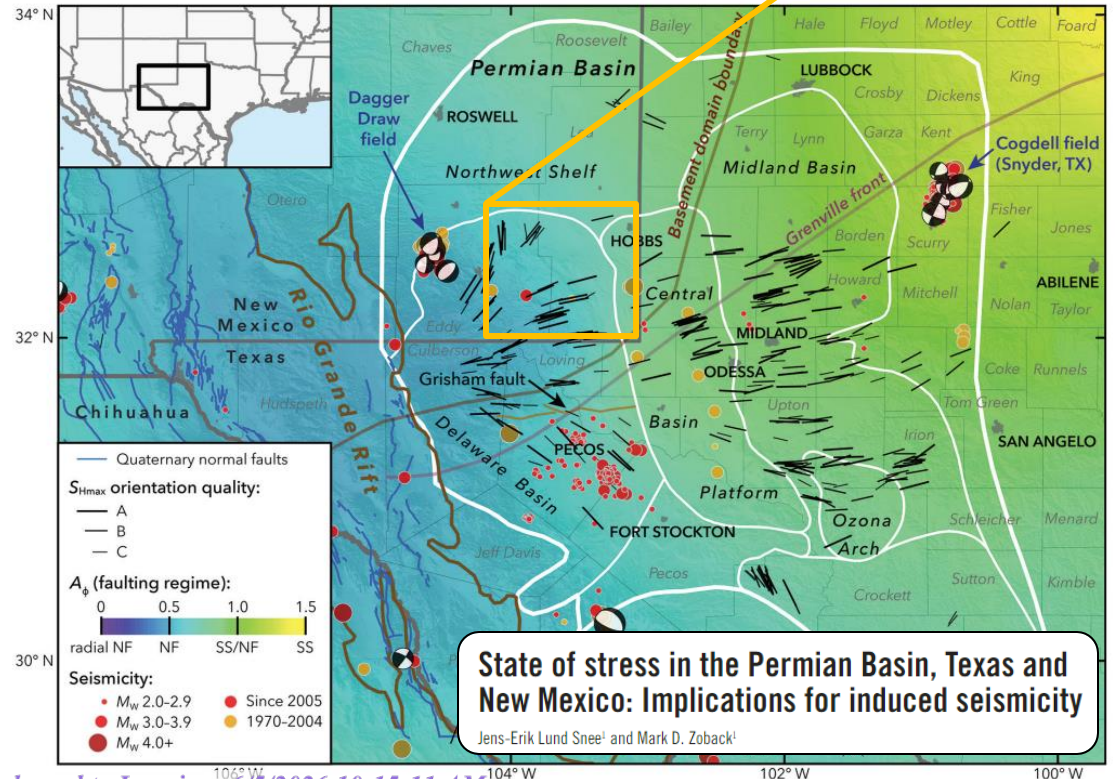 34° N
Bailey
Hale
Floyd
Motley
Cottle
Foard
Chaves
Roosevelt
Permian Basin
LUBBOCK
King
Crosby
Dickens
Dagger
Draw
field
ROSWELL
Lea
Basement domain boundary
Terry
Lynn
Garza
Kent
Cogdell field
(Snyder, TX)
Northwest Shelf
Midland Basin
Otero
Grenville front
Fisher
HOBBS
Borden
Scurry
Jones
New
Mexico
Rio Grande Rift
Central
Howard
Mitchell
ABILENE
Nolan
Taylor
Eddy
MIDLAND
32° N
Texas
Culberson
Loving
ODESSA
Coke
Runnels
Grisham fault
Chihuahua
Hudspeth
Upton
Tom Green
Delaware Basin
Basin
Irion
SAN ANGELO
PECOS
Platform
Ozona
Arch
Schleicher
Menard
FORT STOCKTON
Jeff Davis
Pecos
Crockett
Sutton
Kimble
Quaternary normal faults
SHmax orientation quality:
A
B
C
Aϕ (faulting regime):
0 0.5 1.0 1.5
radial NF NF SS/NF SS
30° N
Seismicity:
Mw 2.0–2.9
Since 2005
Mw 3.0–3.9
1970–2004
Mw 4.0+
State of stress in the Permian Basin, Texas and
New Mexico: Implications for induced seismicity
Jens-Erik Lund Snee¹ and Mark D. Zoback¹
106° W
104° W
102° W
100° W